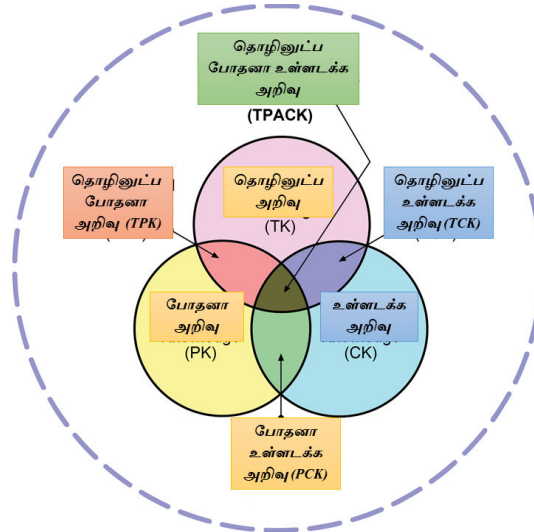 தொழினுட்ப
போதனா உள்ளடக்க
அறிவு
(TPACK)
தொழினுட்ப
போதனா
அறிவு (TPK)
தொழினுட்ப
அறிவு
(TK)
தொழினுட்ப
உள்ளடக்க
அறிவு (TCK)
போதனா
அறிவு
(PK)
உள்ளடக்க
அறிவு
(CK)
போதனா
உள்ளடக்க
அறிவு (PCK)